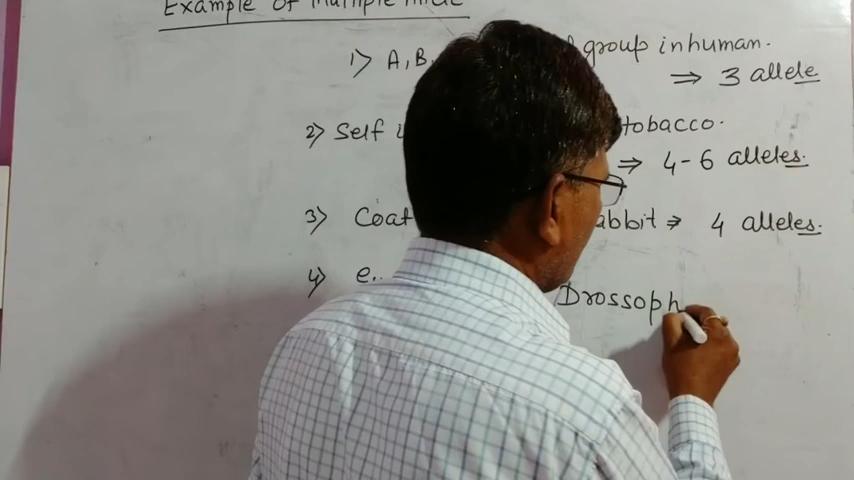 Example of Multiple Allele
1) A, B, group in human.
⇒ 3 allele
2) Self tobacco.
⇒ 4-6 alleles.
3) Coat abbit ⇒ 4 alleles.
4) e.. Drossoph